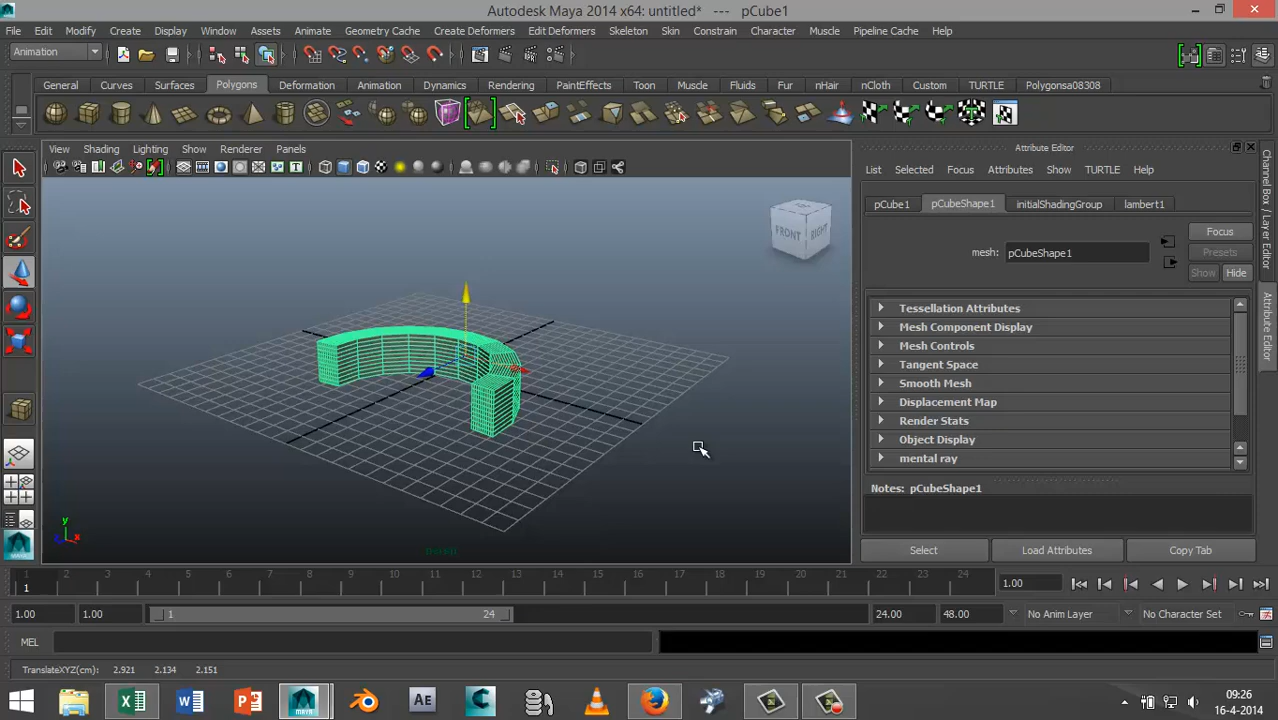 Autodesk Maya 2014 x64: untitled* --- pCube1
File Edit Modify Create Display Window Assets Animate Geometry Cache Create Deformers Edit Deformers Skeleton Skin Constrain Character Muscle Pipeline Cache Help
Animation
General Curves Surfaces Polygons Deformation Animation Dynamics Rendering PaintEffects Toon Muscle Fluids Fur nHair nCloth Custom TURTLE Polygonsa08308
View Shading Lighting Show Renderer Panels
Attribute Editor
List Selected Focus Attributes Show TURTLE Help
pCube1 pCubeShape1 initialShadingGroup lambert1
mesh: pCubeShape1
Focus
Presets
Show Hide
FRONT RIGHT
Tessellation Attributes
Mesh Component Display
Mesh Controls
Tangent Space
Smooth Mesh
Displacement Map
Render Stats
Object Display
mental ray
Notes: pCubeShape1
Select Load Attributes Copy Tab
Channel Box / Layer Editor
Attribute Editor
y
x
persp
1 2 3 4 5 6 7 8 9 10 11 12 13 14 15 16 17 18 19 20 21 22 23 24
1
1.00
1.00 1.00 1 24 24.00 48.00 No Anim Layer No Character Set
MEL
TranslateXYZ(cm): 2.921 2.134 2.151
09:26
16-4-2014